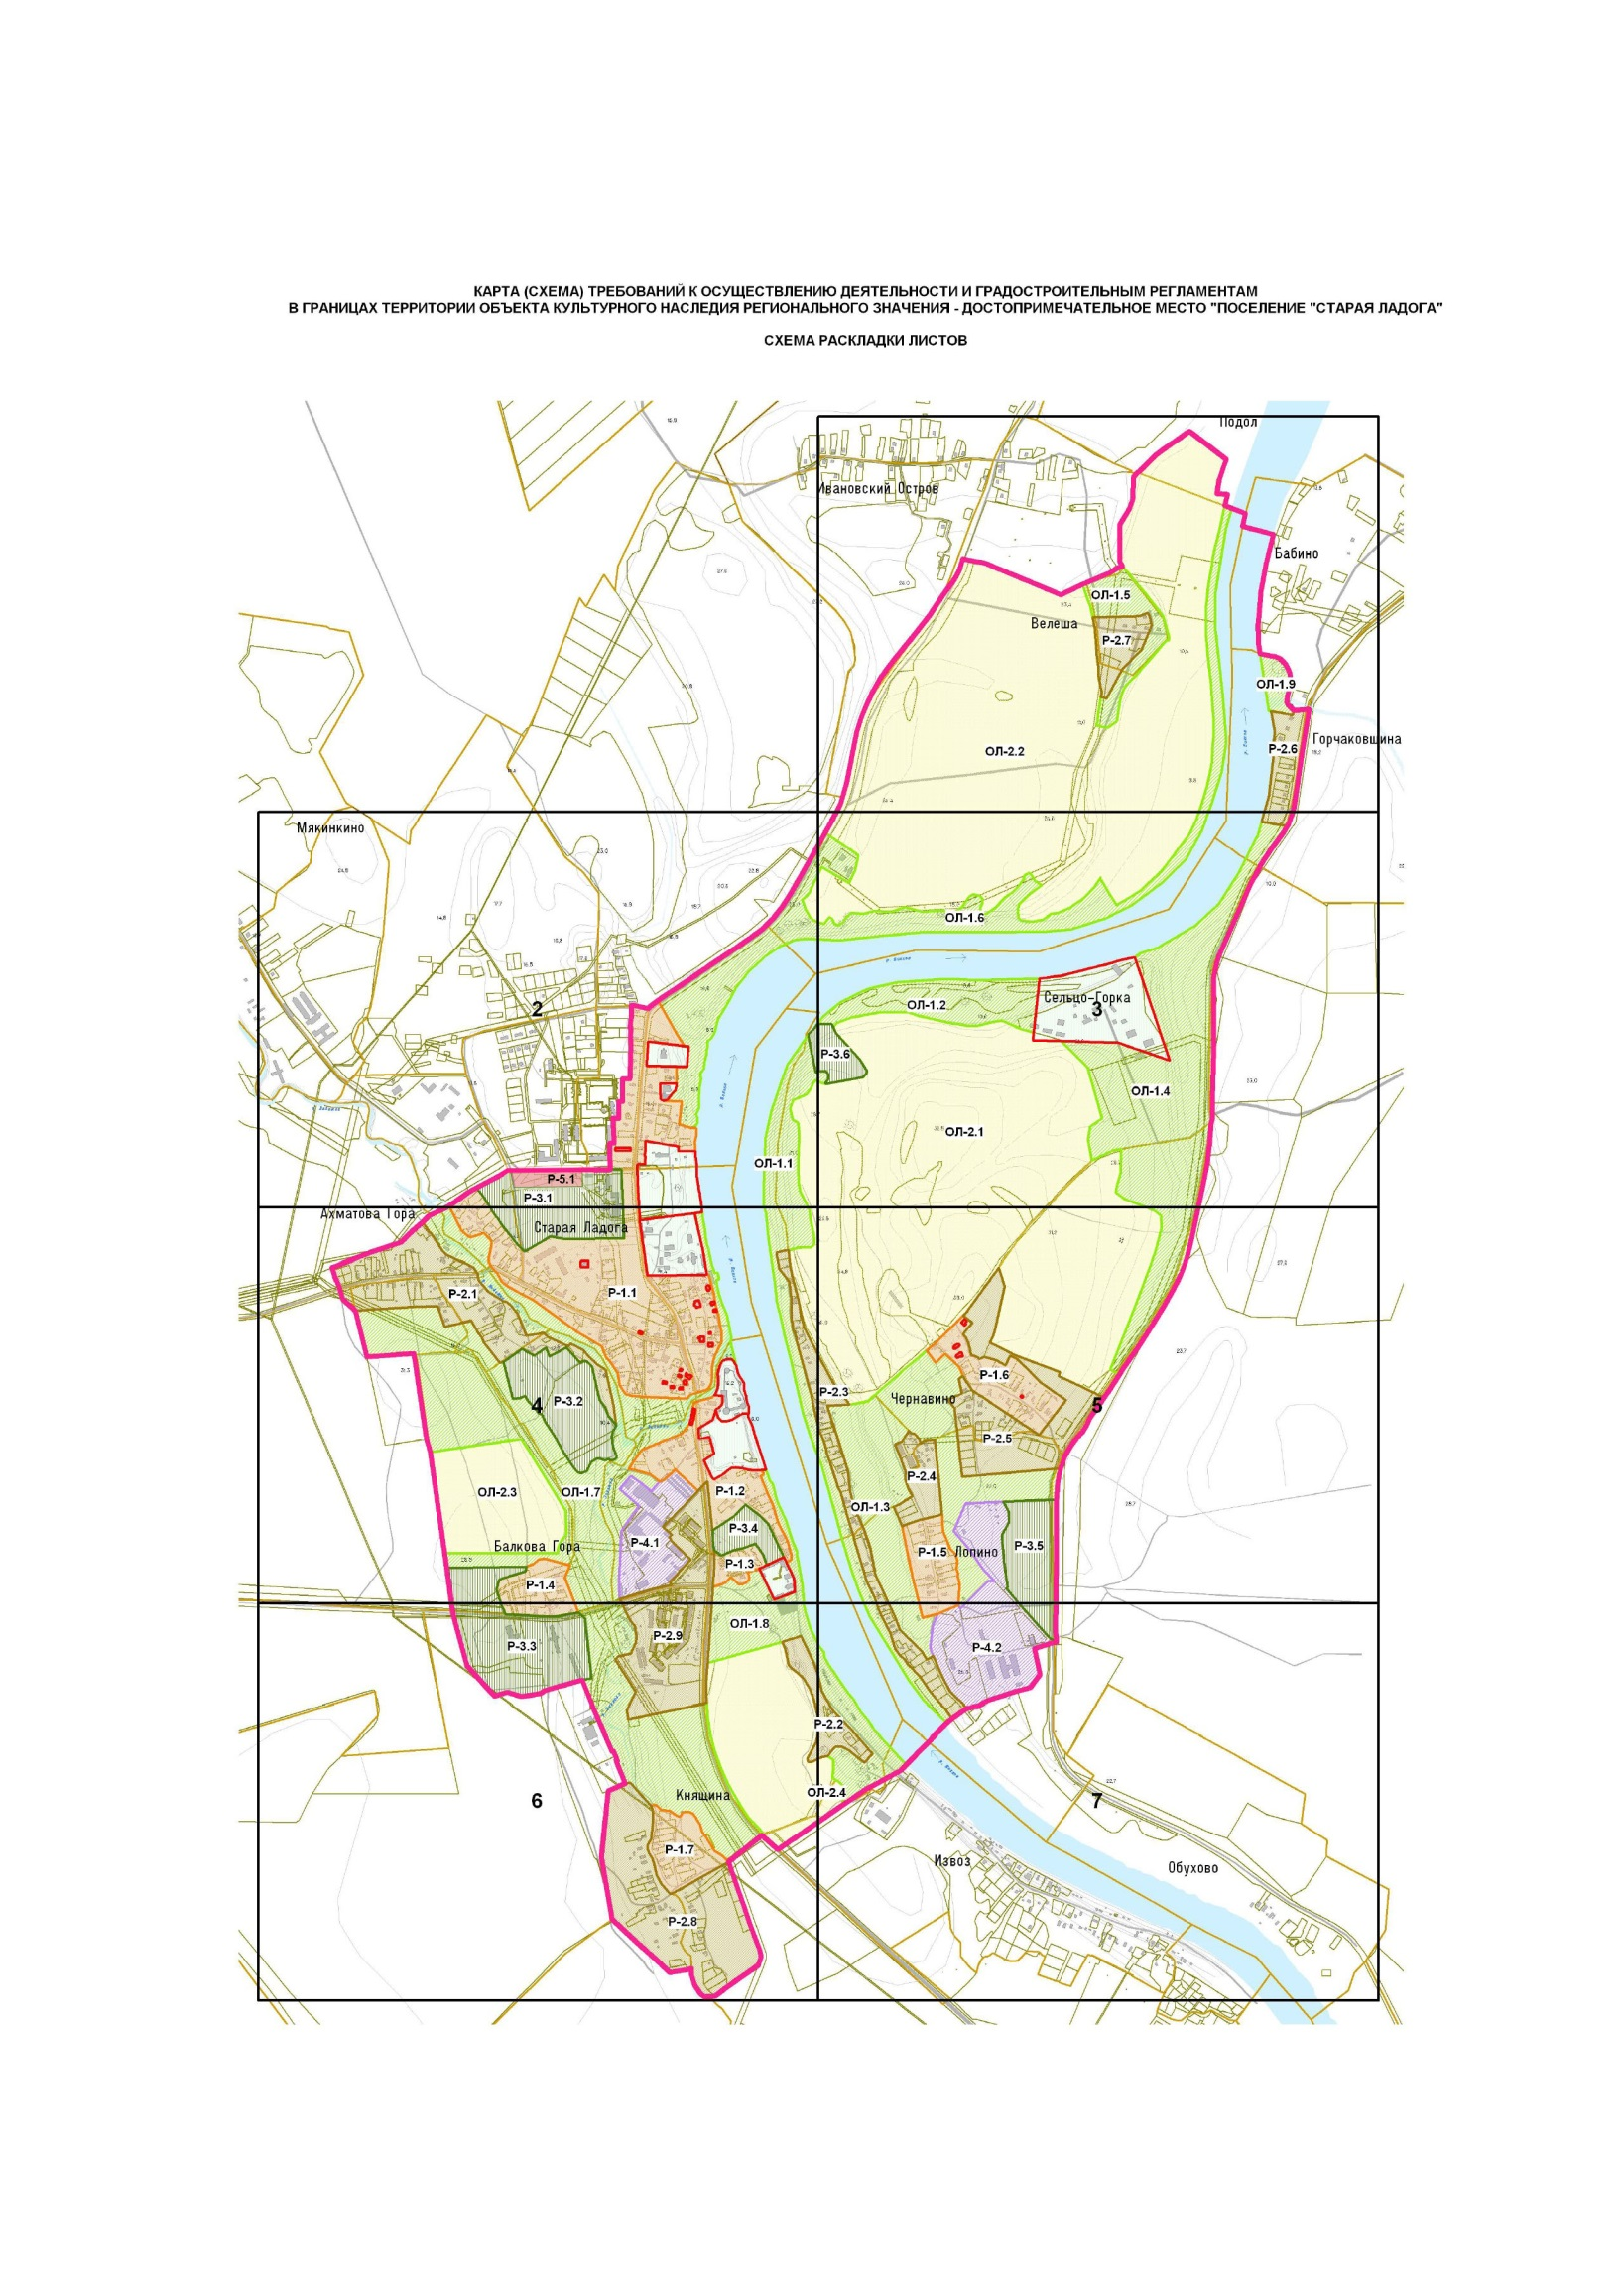 КАРТА (СХЕМА) ТРЕБОВАНИЙ К ОСУЩЕСТВЛЕНИЮ ДЕЯТЕЛЬНОСТИ И ГРАДОСТРОИТЕЛЬНЫМ РЕГЛАМЕНТАМ
В ГРАНИЦАХ ТЕРРИТОРИИ ОБЪЕКТА КУЛЬТУРНОГО НАСЛЕДИЯ РЕГИОНАЛЬНОГО ЗНАЧЕНИЯ - ДОСТОПРИМЕЧАТЕЛЬНОЕ МЕСТО "ПОСЕЛЕНИЕ "СТАРАЯ ЛАДОГА"
СХЕМА РАСКЛАДКИ ЛИСТОВ
Подол
Ивановский Остров
Бабино
ОЛ-1.5
Велеша
Р-2.7
ОЛ-1.9
Горчаковшина
Р-2.6
ОЛ-2.2
Мякинкино
ОЛ-1.6
2
ОЛ-1.2
Сельцо-Горка
3
Р-3.6
ОЛ-1.4
ОЛ-2.1
ОЛ-1.1
Р-5.1
Р-3.1
Ахматова Гора
Старая Ладога
Р-1.1
Р-2.1
Р-1.6
Р-2.3
Чернавино
Р-3.2
4
5
Р-2.5
Р-2.4
ОЛ-2.3
ОЛ-1.7
Р-1.2
ОЛ-1.3
Р-3.4
Р-4.1
Балкова Гора
Р-3.5
Р-1.5
Лопино
Р-1.3
Р-1.4
ОЛ-1.8
Р-2.9
Р-3.3
Р-4.2
Р-2.2
ОЛ-2.4
Княщина
6
7
Р-1.7
Извоз
Обухово
Р-2.8